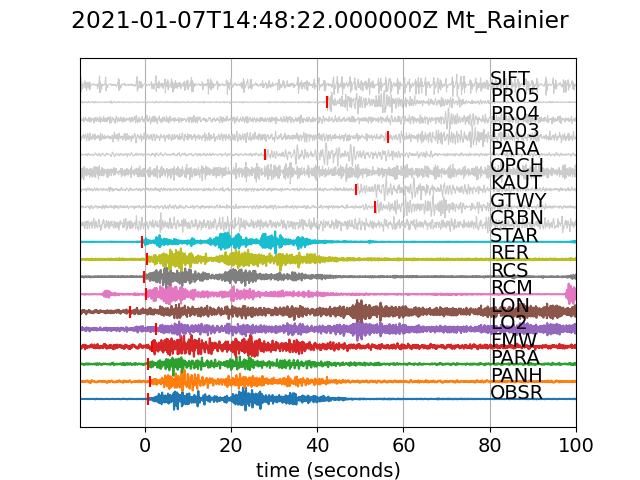 2021-01-07T14:48:22.000000Z Mt_Rainier
SIFT
PR05
PR04
PR03
PARA
OPCH
KAUT
GTWY
CRBN
STAR
RER
RCS
RCM
LON
LO2
FMW
PARA
PANH
OBSR
0 20 40 60 80 100
time (seconds)